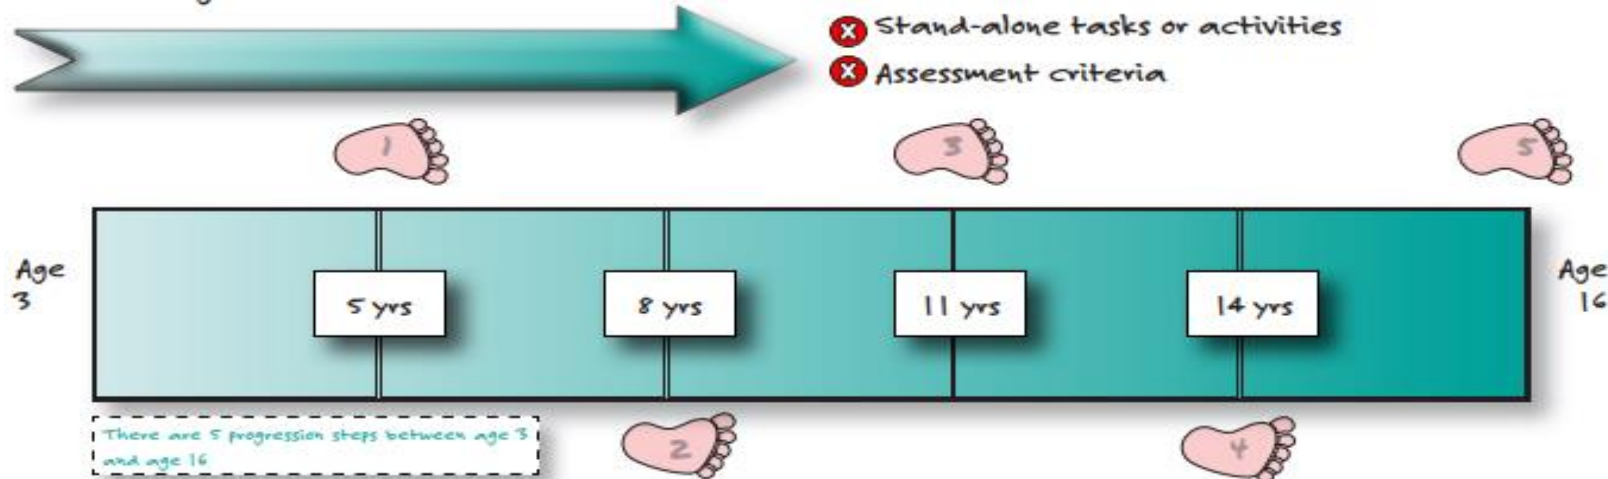 Stand-alone tasks or activities
Assessment criteria
1
3
5
Age
3
5 yrs
8 yrs
11 yrs
14 yrs
Age
16
There are 5 progression steps between age 3
and age 16
2
4